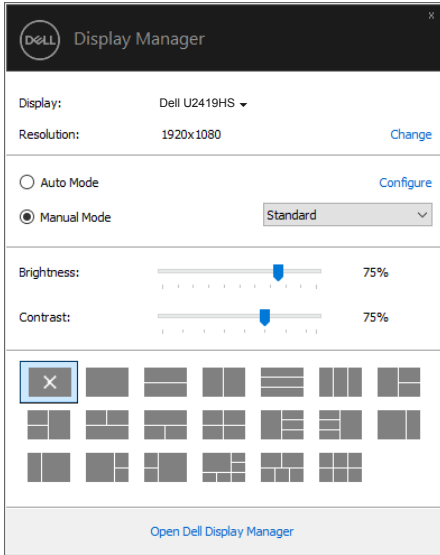 x
DELL Display Manager
Display: Dell U2419HS
Resolution: 1920x1080 Change
Auto Mode Configure
Manual Mode Standard
Brightness: 75%
Contrast: 75%
Open Dell Display Manager